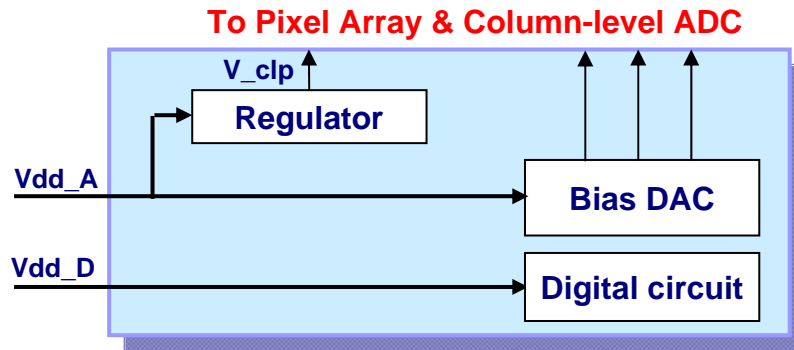 To Pixel Array & Column-level ADC
V_clp
Regulator
Vdd_A
Bias DAC
Vdd_D
Digital circuit